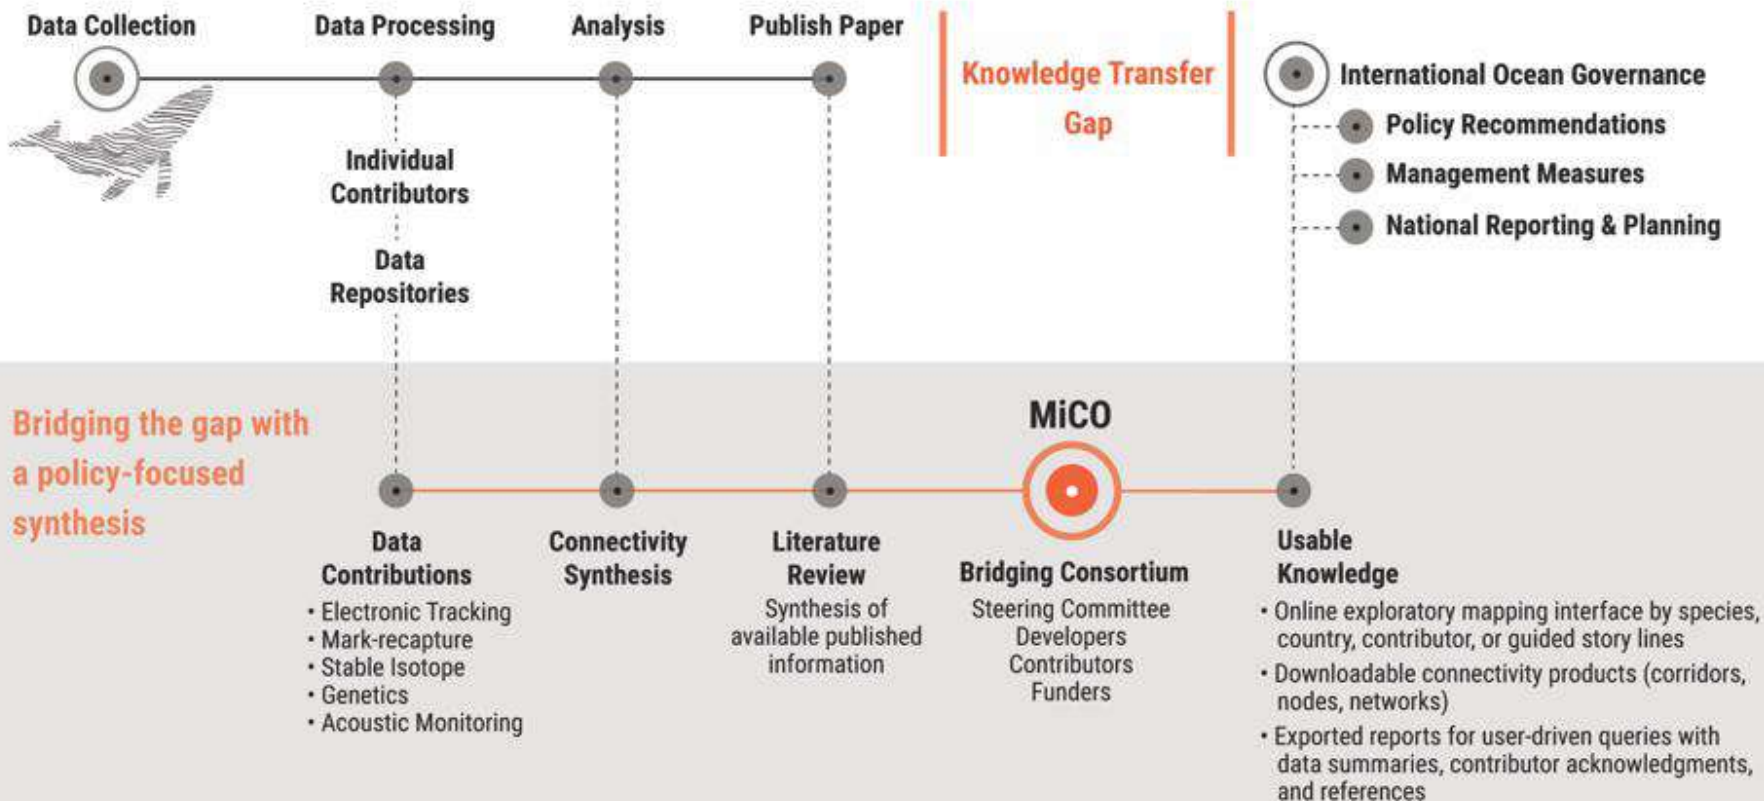 Data Collection
Data Processing
Analysis
Publish Paper
Knowledge Transfer
Gap
International Ocean Governance
Policy Recommendations
Management Measures
National Reporting & Planning
Individual
Contributors
Data
Repositories
Bridging the gap with
a policy-focused
synthesis
MiCO
Data
Contributions
• Electronic Tracking
• Mark-recapture
• Stable Isotope
• Genetics
• Acoustic Monitoring
Connectivity
Synthesis
Literature
Review
Synthesis of
available published
information
Bridging Consortium
Steering Committee
Developers
Contributors
Funders
Usable
Knowledge
• Online exploratory mapping interface by species,
country, contributor, or guided story lines
• Downloadable connectivity products (corridors,
nodes, networks)
• Exported reports for user-driven queries with
data summaries, contributor acknowledgments,
and references